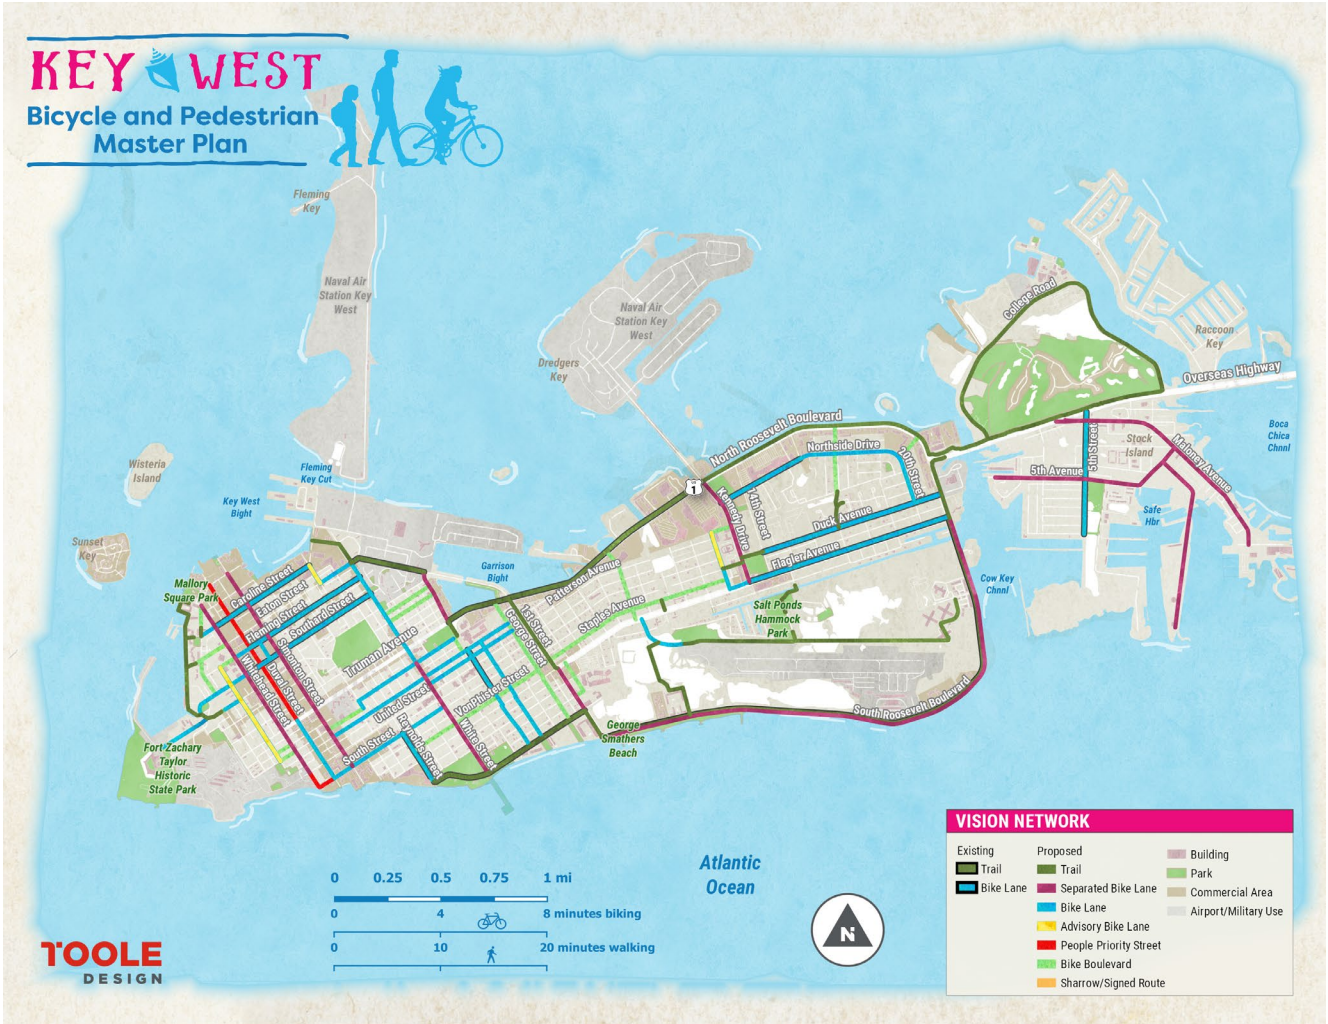 KEY WEST
Bicycle and Pedestrian
Master Plan
Fleming
Key
Naval Air
Station Key
West
Naval Air
Station Key
West
Dredgers
Key
College Road
Raccoon
Key
Overseas Highway
Boca
Chica
Chnnl
Stock
Island
Maloney Avenue
5th Street
5th Avenue
Safe
Hbr
Cow Key
Chnnl
North Roosevelt Boulevard
Northside Drive
20th Street
1
Kennedy Drive
14th Street
Duck Avenue
Flagler Avenue
Wisteria
Island
Fleming
Key Cut
Key West
Bight
Sunset
Key
Garrison
Bight
Patterson Avenue
Staples Avenue
1st Street
George Street
Salt Ponds
Hammock
Park
Mallory
Square Park
Caroline Street
Eaton Street
Fleming Street
Southard Street
Truman Avenue
Simonton Street
Duval Street
Whitehead Street
United Street
VonPhister Street
South Street
Reynolds Street
White Street
South Roosevelt Boulevard
George
Smathers
Beach
Fort Zachary
Taylor
Historic
State Park
Atlantic
Ocean
0 0.25 0.5 0.75 1 mi
0 4 8 minutes biking
0 10 20 minutes walking
N
TOOLE
DESIGN
VISION NETWORK
Existing
Trail
Bike Lane
Proposed
Trail
Separated Bike Lane
Bike Lane
Advisory Bike Lane
People Priority Street
Bike Boulevard
Sharrow/Signed Route
Building
Park
Commercial Area
Airport/Military Use